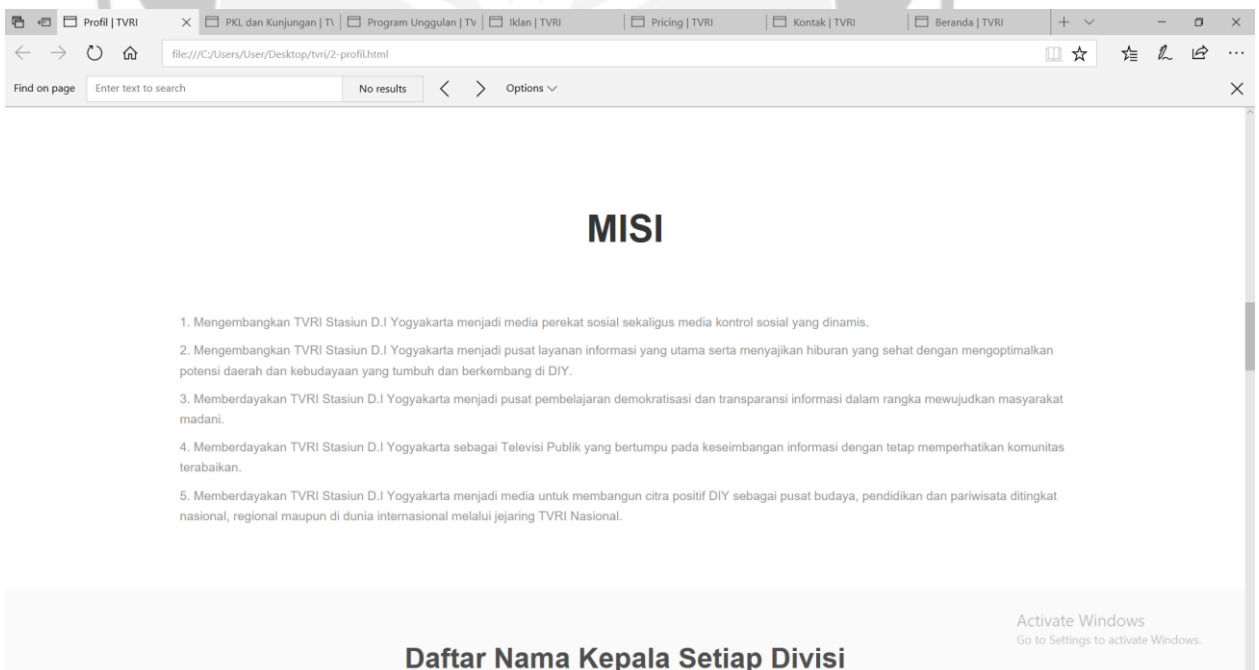 Profil | TVRI
PKL dan Kunjungan | T
Program Unggulan | TV
Iklan | TVRI
Pricing | TVRI
Kontak | TVRI
Beranda | TVRI
file:///C:/Users/User/Desktop/tvri/2-profil.html
Find on page
Enter text to search
No results
Options
MISI
1. Mengembangkan TVRI Stasiun D.I Yogyakarta menjadi media perekat sosial sekaligus media kontrol sosial yang dinamis.
2. Mengembangkan TVRI Stasiun D.I Yogyakarta menjadi pusat layanan informasi yang utama serta menyajikan hiburan yang sehat dengan mengoptimalkan
potensi daerah dan kebudayaan yang tumbuh dan berkembang di DIY.
3. Memberdayakan TVRI Stasiun D.I Yogyakarta menjadi pusat pembelajaran demokratisasi dan transparansi informasi dalam rangka mewujudkan masyarakat
madani.
4. Memberdayakan TVRI Stasiun D.I Yogyakarta sebagai Televisi Publik yang bertumpu pada keseimbangan informasi dengan tetap memperhatikan komunitas
terabaikan.
5. Memberdayakan TVRI Stasiun D.I Yogyakarta menjadi media untuk membangun citra positif DIY sebagai pusat budaya, pendidikan dan pariwisata ditingkat
nasional, regional maupun di dunia internasional melalui jejaring TVRI Nasional.
Activate Windows
Go to Settings to activate Windows.
Daftar Nama Kepala Setiap Divisi